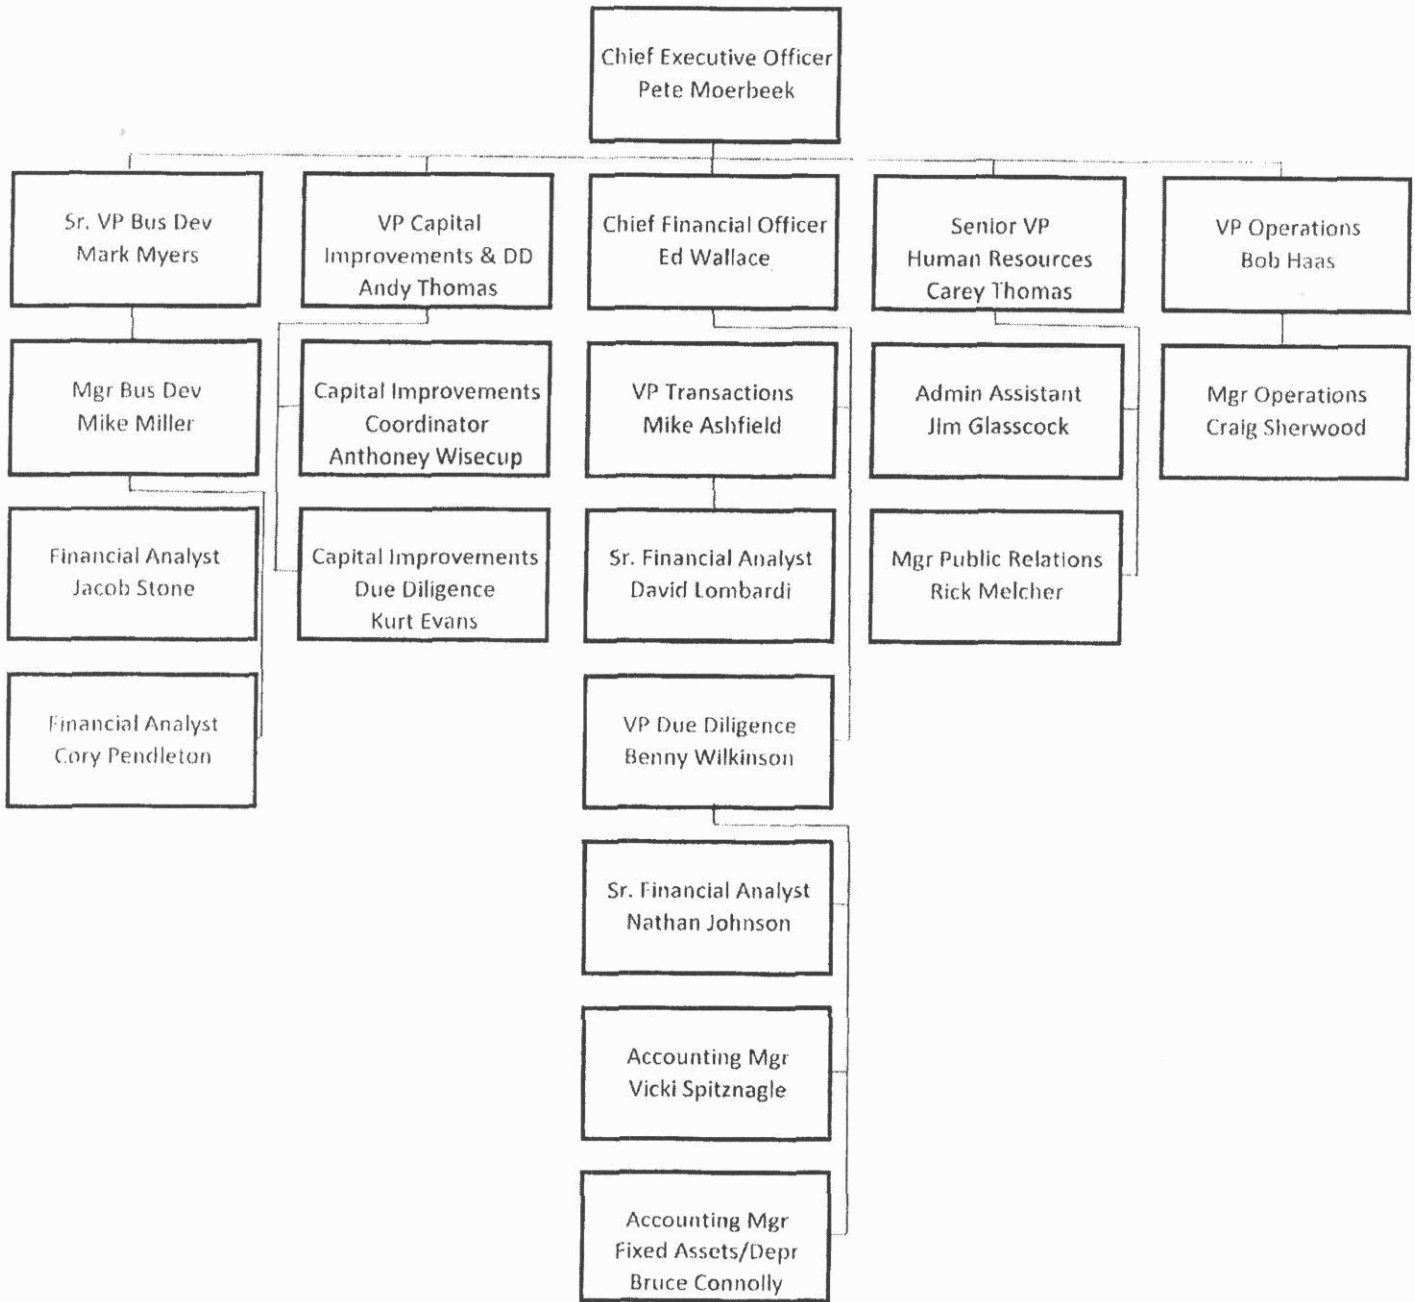 Chief Executive Officer
Pete Moerbeek
Sr. VP Bus Dev
Mark Myers
VP Capital
Improvements & DD
Andy Thomas
Chief Financial Officer
Ed Wallace
Senior VP
Human Resources
Carey Thomas
VP Operations
Bob Haas
Mgr Bus Dev
Mike Miller
Capital Improvements
Coordinator
Anthoney Wisecup
VP Transactions
Mike Ashfield
Admin Assistant
Jim Glasscock
Mgr Operations
Craig Sherwood
Financial Analyst
Jacob Stone
Capital Improvements
Due Diligence
Kurt Evans
Sr. Financial Analyst
David Lombardi
Mgr Public Relations
Rick Melcher
Financial Analyst
Cory Pendleton
VP Due Diligence
Benny Wilkinson
Sr. Financial Analyst
Nathan Johnson
Accounting Mgr
Vicki Spitznagle
Accounting Mgr
Fixed Assets/Depr
Bruce Connolly